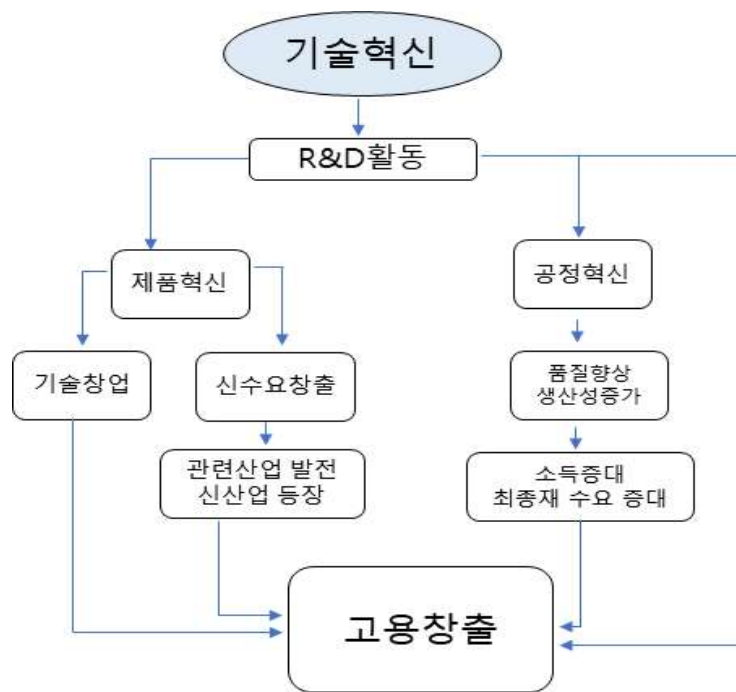 기술혁신
R&D활동
제품혁신
공정혁신
기술창업
신수요창출
품질향상
생산성증가
관련산업 발전
신산업 등장
소득증대
최종재 수요 증대
고용창출